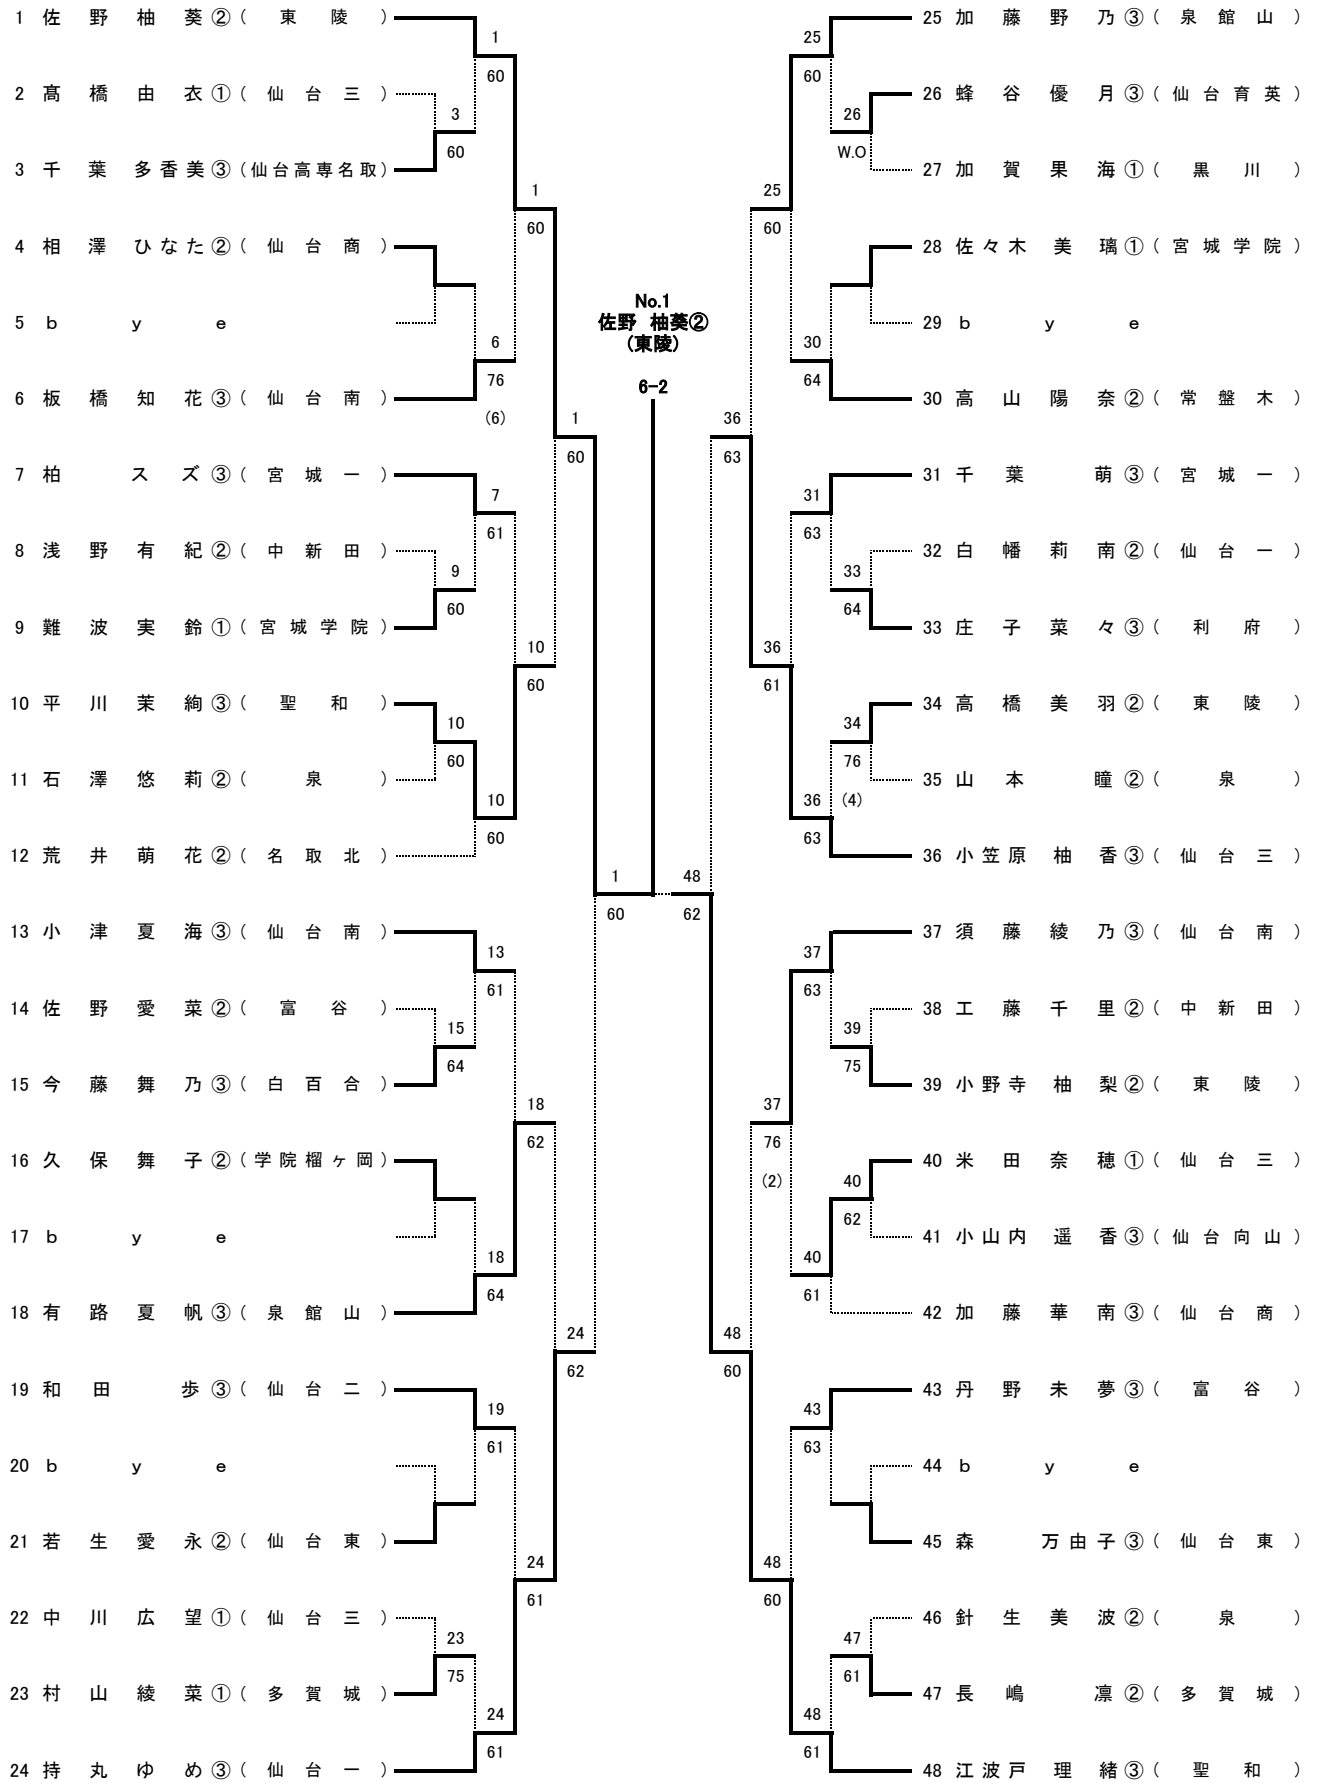 1 佐野柚葵②(東陵)
1
60
2 髙橋由衣①(仙台三)
3
60
3 千葉多香美③(仙台高専名取)
1
60
4 相澤ひなた②(仙台商)
5 bye
6
76
(6)
6 板橋知花③(仙台南)
1
60
7 柏スズ③(宮城一)
7
61
8 浅野有紀②(中新田)
9
60
9 難波実鈴①(宮城学院)
10
60
10 平川茉絢③(聖和)
10
60
11 石澤悠莉②(泉)
10
60
12 荒井萌花②(名取北)
1
60
13 小津夏海③(仙台南)
13
61
14 佐野愛菜②(富谷)
15
64
15 今藤舞乃③(白百合)
18
62
16 久保舞子②(学院榴ヶ岡)
17 bye
18
64
18 有路夏帆③(泉館山)
24
62
19 和田歩③(仙台二)
19
61
20 bye
21 若生愛永②(仙台東)
24
61
22 中川広望①(仙台三)
23
75
23 村山綾菜①(多賀城)
24
61
24 持丸ゆめ③(仙台一)
No.1
佐野 柚葵②
(東陵)
6-2
25 加藤野乃③(泉館山)
25
60
26 蜂谷優月③(仙台育英)
26
W.O
27 加賀果海①(黒川)
25
60
28 佐々木美璃①(宮城学院)
29 bye
30
64
30 高山陽奈②(常盤木)
36
63
31 千葉萌③(宮城一)
31
63
32 白幡莉南②(仙台一)
33
64
33 庄子菜々③(利府)
36
61
34 高橋美羽②(東陵)
34
76
(4)
35 山本瞳②(泉)
36
63
36 小笠原柚香③(仙台三)
48
62
37 須藤綾乃③(仙台南)
37
63
38 工藤千里②(中新田)
39
75
39 小野寺柚梨②(東陵)
37
76
(2)
40 米田奈穂①(仙台三)
40
62
41 小山内遥香③(仙台向山)
40
61
42 加藤華南③(仙台商)
48
60
43 丹野未夢③(富谷)
43
63
44 bye
45 森万由子③(仙台東)
48
60
46 針生美波②(泉)
47
61
47 長嶋凛②(多賀城)
48
61
48 江波戸理緒③(聖和)